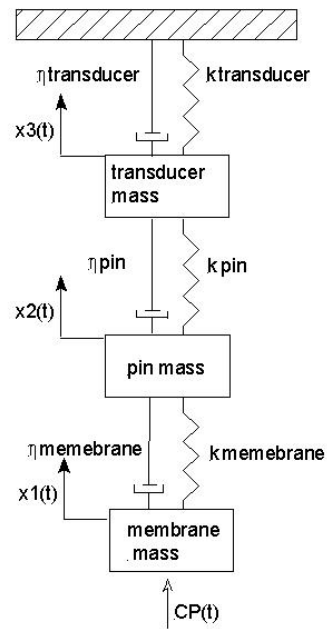 ηtransducer
ktransducer
x3(t)
transducer
mass
ηpin
kpin
x2(t)
pin mass
ηmemebrane
kmemebrane
x1(t)
membrane
mass
CP(t)